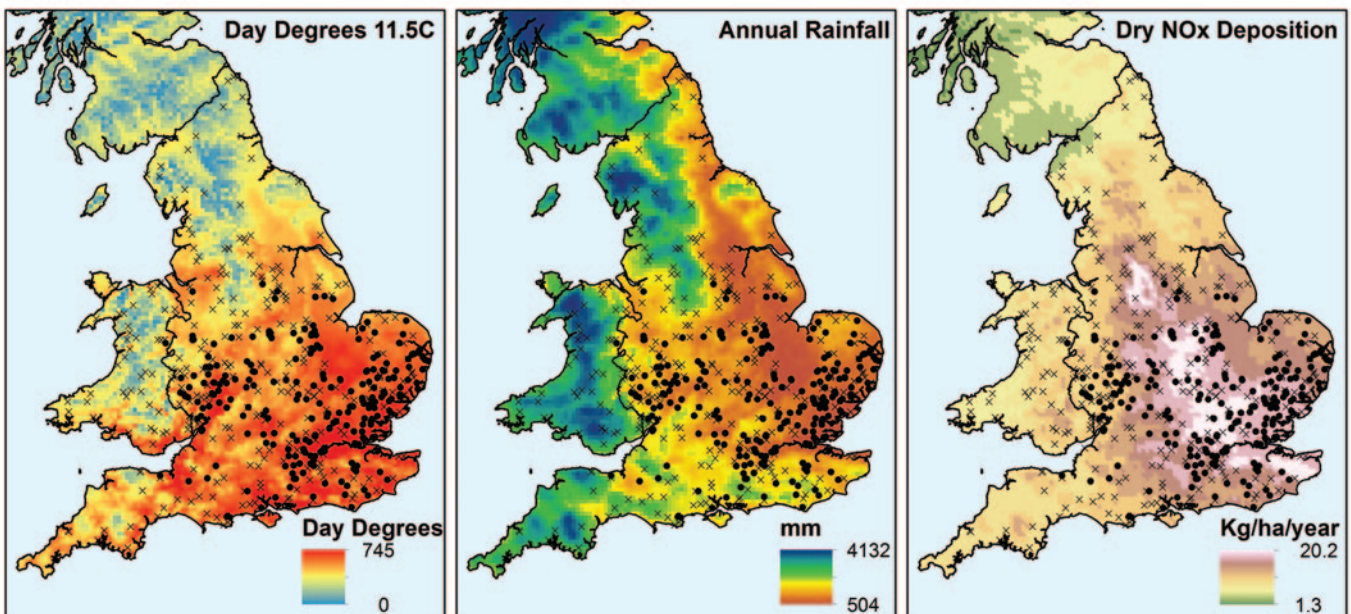 Day Degrees 11.5C
Day Degrees
745
0
Annual Rainfall
mm
4132
504
Dry NOx Deposition
Kg/ha/year
20.2
1.3